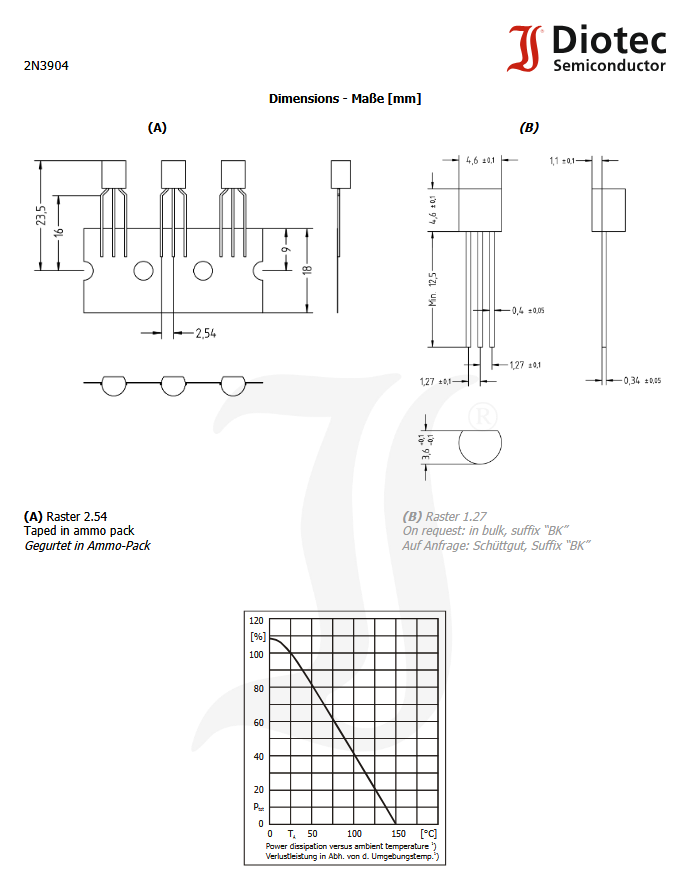 Diotec
Semiconductor
2N3904
Dimensions - Maße [mm]
(A)
(B)
23,5
16
9
18
2,54
4,6 ±0,1
1,1 ±0,1
4,6 ±0,1
Min. 12,5
0,4 ±0,05
1,27 ±0,1
1,27 ±0,1
0,34 ±0,05
®
3,6 +0,1 -0,1
(A) Raster 2.54
Taped in ammo pack
Gegurtet in Ammo-Pack
(B) Raster 1.27
On request: in bulk, suffix “BK”
Auf Anfrage: Schüttgut, Suffix “BK”
120
[%]
100
80
60
40
20
Ptot
0
0 TA 50 100 150 [°C]
Power dissipation versus ambient temperature ¹)
Verlustleistung in Abh. von d. Umgebungstemp.¹)